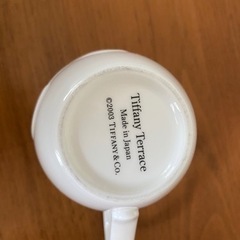 Tiffany Terrace
Made in Japan
©2003 TIFFANY & CO.